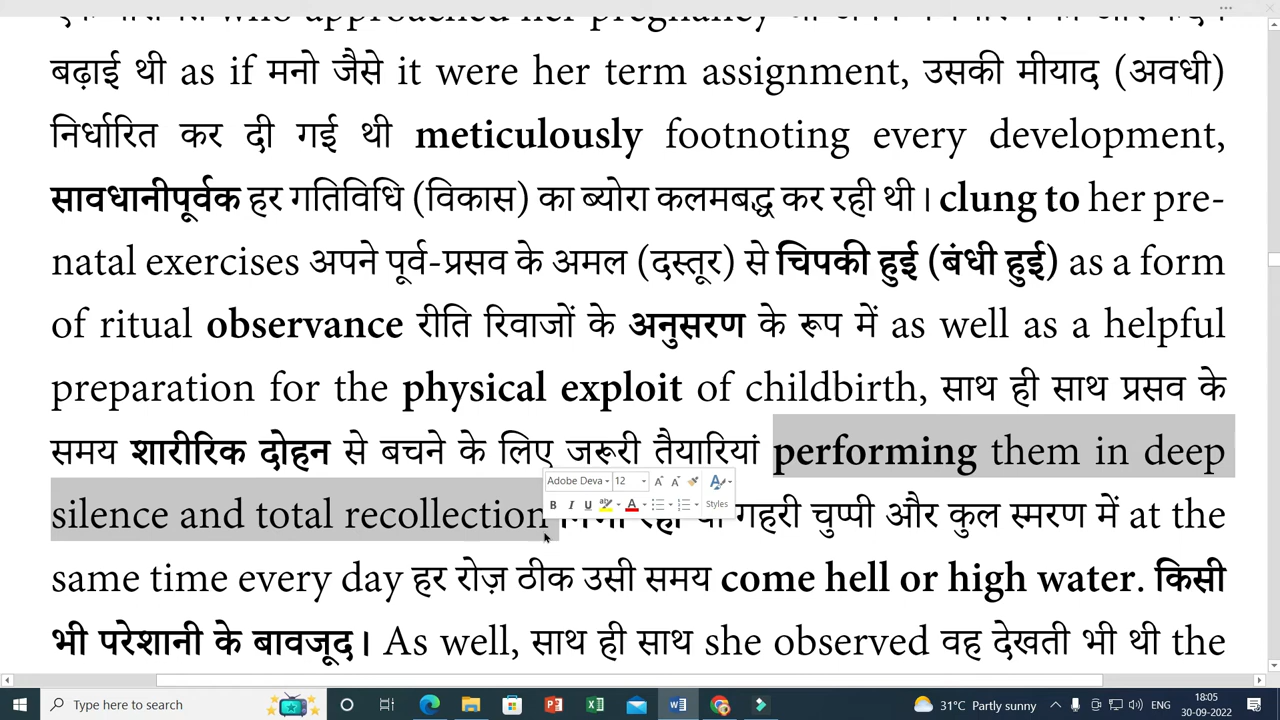 who approached her pregnancy
बढ़ाई थी as if मनो जैसे it were her term assignment, उसकी मीयाद (अवधी)
निर्धारित कर दी गई थी meticulously footnoting every development,
सावधानीपूर्वक हर गतिविधि (विकास) का ब्योरा कलमबद्ध कर रही थी। clung to her pre-
natal exercises अपने पूर्व-प्रसव के अमल (दस्तूर) से चिपकी हुई (बंधी हुई) as a form
of ritual observance रीति रिवाजों के अनुसरण के रूप में as well as a helpful
preparation for the physical exploit of childbirth, साथ ही साथ प्रसव के
समय शारीरिक दोहन से बचने के लिए जरूरी तैयारियां performing them in deep
Adobe Deva 12
Styles
silence and total recollection गहरी चुप्पी और कुल स्मरण में at the
same time every day हर रोज़ ठीक उसी समय come hell or high water. किसी
भी परेशानी के बावजूद। As well, साथ ही साथ she observed वह देखती भी थी the
Type here to search
31°C Partly sunny
ENG
18:05
30-09-2022